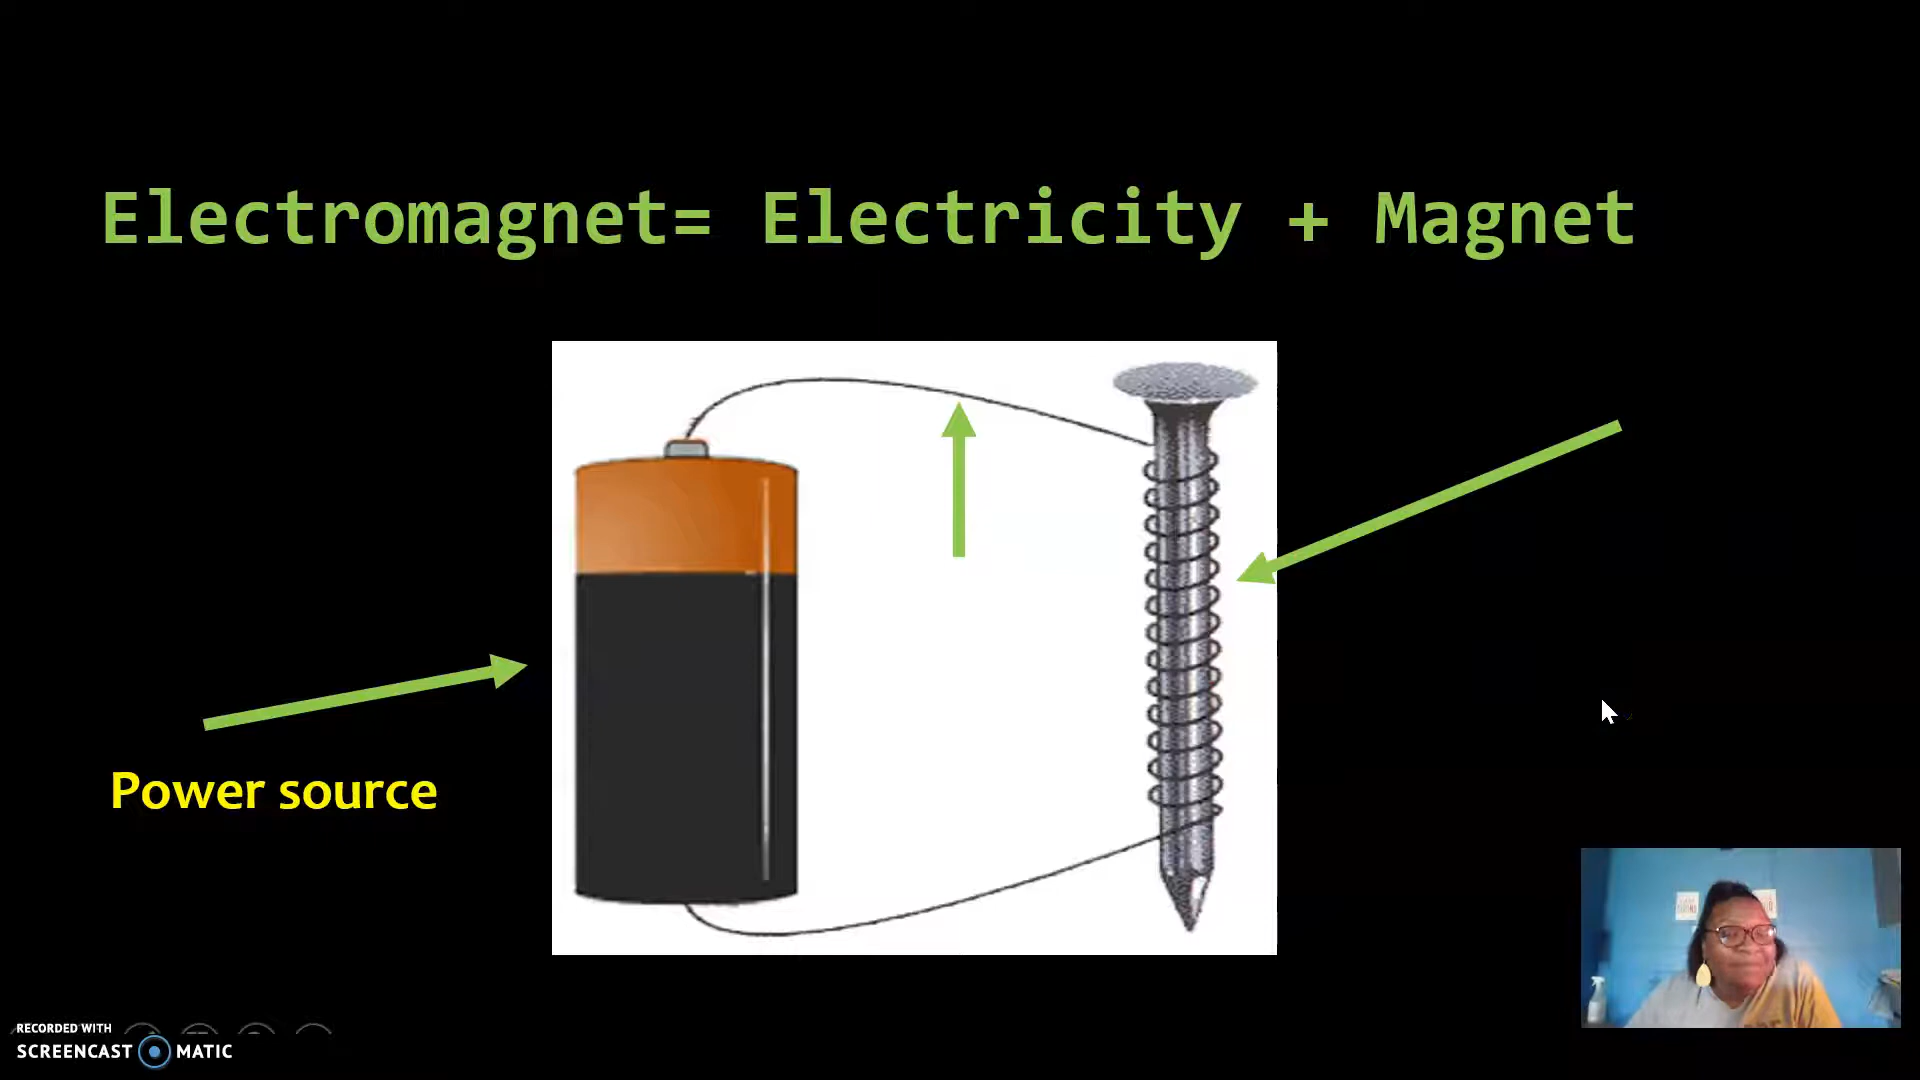 Electromagnet= Electricity + Magnet
Power source
RECORDED WITH
SCREENCAST MATIC